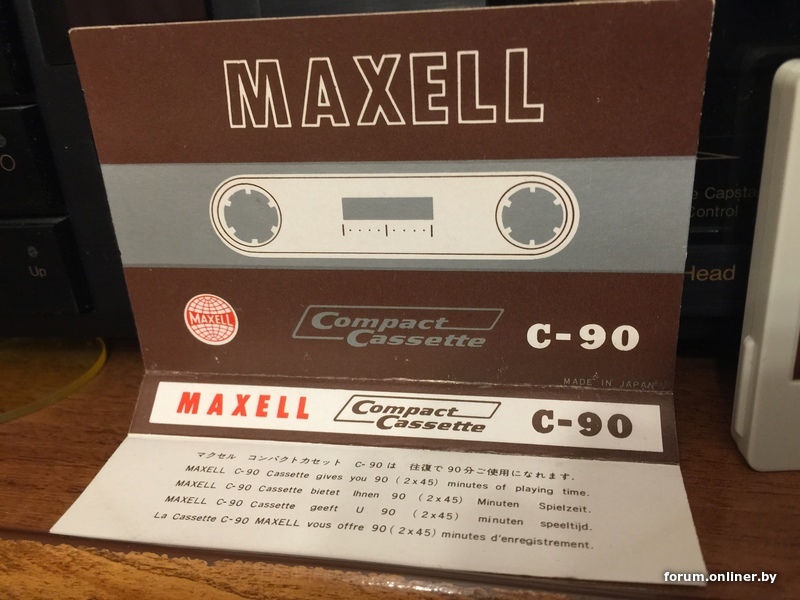 MAXELL
MAXELL
Compact
Cassette
C-90
MADE IN JAPAN
MAXELL
Compact
Cassette
C-90
マクセル コンパクトカセット C-90は 往復で90分ご使用になれます.
MAXELL C-90 Cassette gives you 90 (2x45) minutes of playing time.
MAXELL C-90 Cassette bietet Ihnen 90 (2x45) Minuten Spielzeit.
MAXELL C-90 Cassette geeft U 90 (2x45) minuten speeltijd.
La Cassette C-90 MAXELL vous offre 90 (2x45) minutes d'enregistrement.
Up
Control
Head
forum.onliner.by